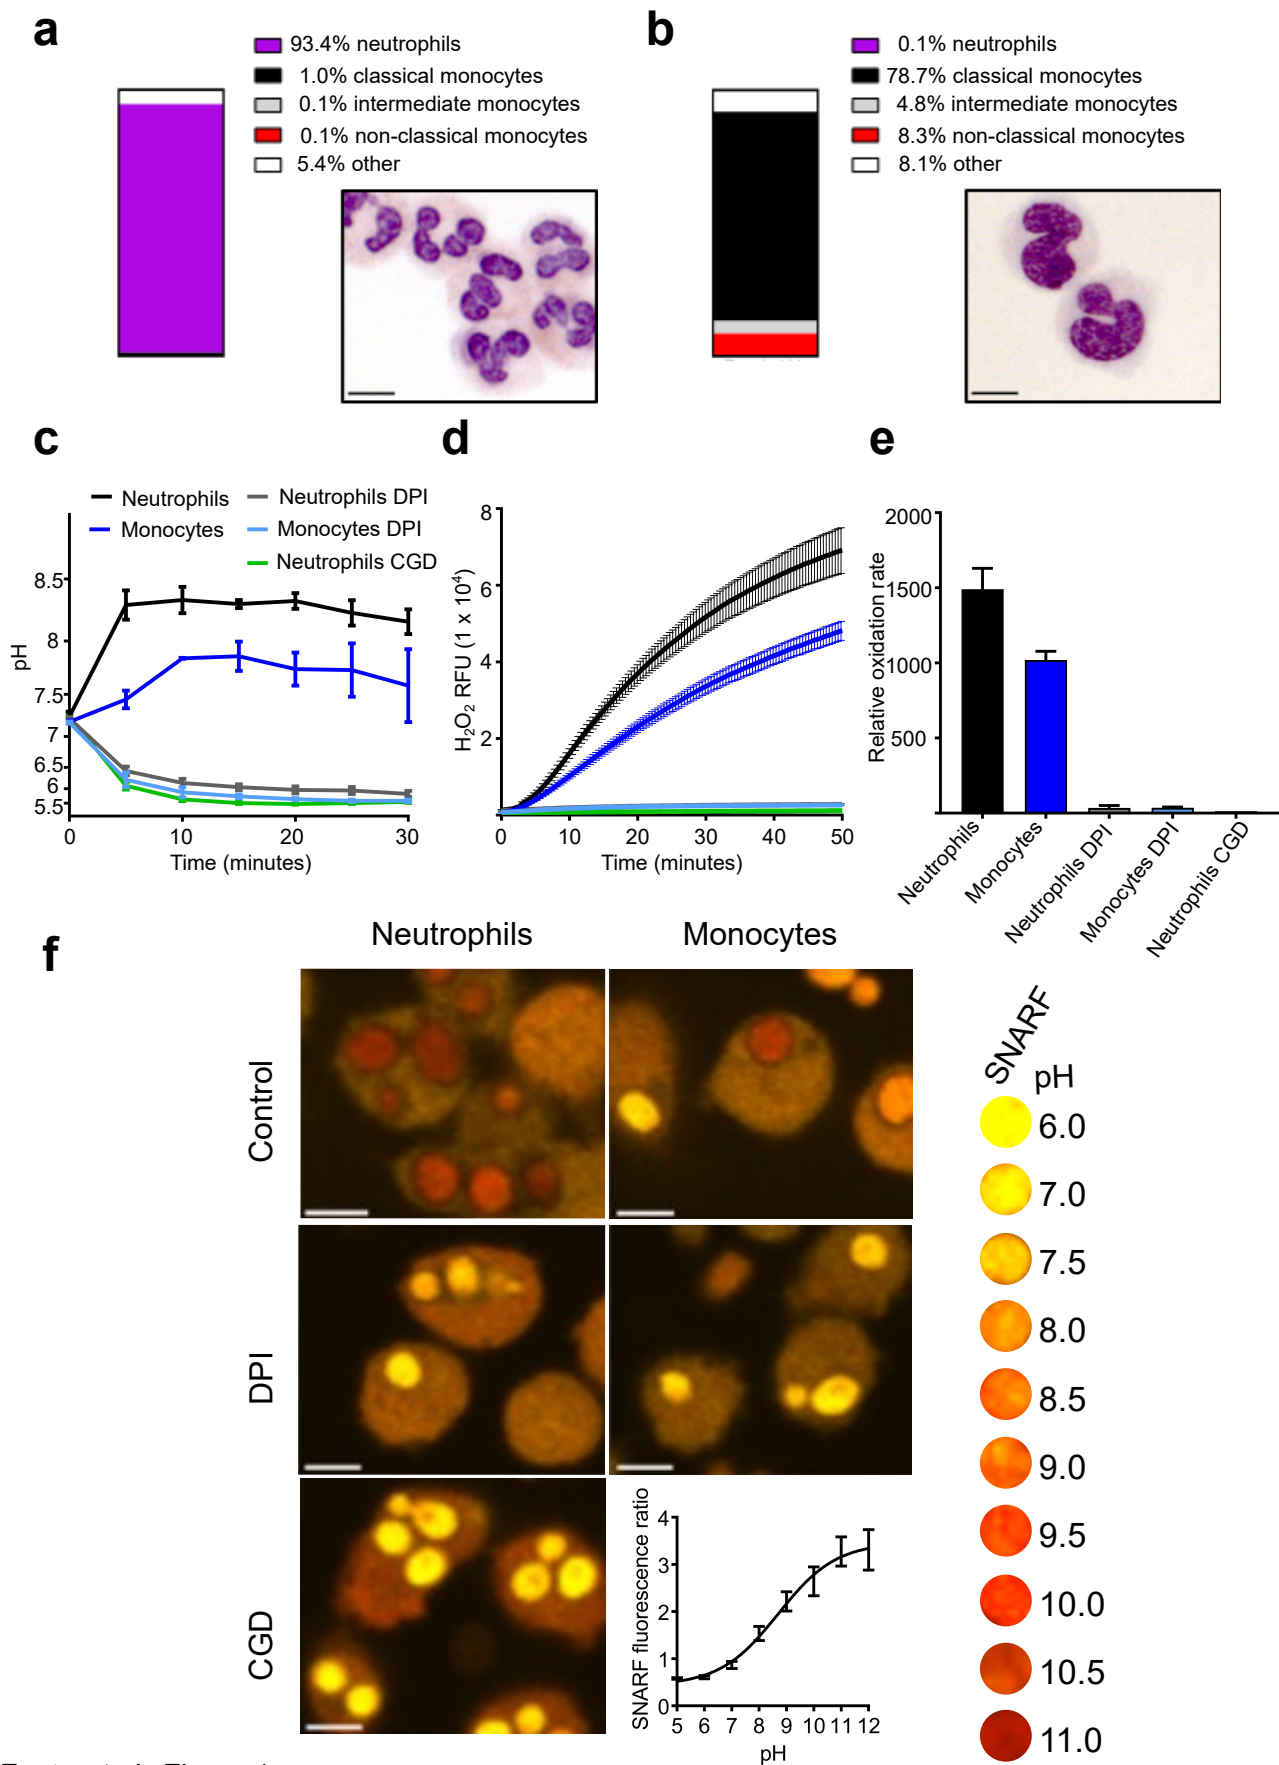 a
93.4% neutrophils
1.0% classical monocytes
0.1% intermediate monocytes
0.1% non-classical monocytes
5.4% other
b
0.1% neutrophils
78.7% classical monocytes
4.8% intermediate monocytes
8.3% non-classical monocytes
8.1% other
c
Neutrophils
Monocytes
Neutrophils DPI
Monocytes DPI
Neutrophils CGD
pH
8.5
8
7.5
7
6.5
6
5.5
0 10 20 30
Time (minutes)
d
H₂O₂ RFU (1 x 10⁴)
8
6
4
2
0 10 20 30 40 50
Time (minutes)
e
Relative oxidation rate
2000
1500
1000
500
Neutrophils
Monocytes
Neutrophils DPI
Monocytes DPI
Neutrophils CGD
f
Neutrophils Monocytes
Control
DPI
CGD
SNARF fluorescence ratio
4
3
2
1
0
5 6 7 8 9 10 11 12
pH
SNARF
pH
6.0
7.0
7.5
8.0
8.5
9.0
9.5
10.0
10.5
11.0